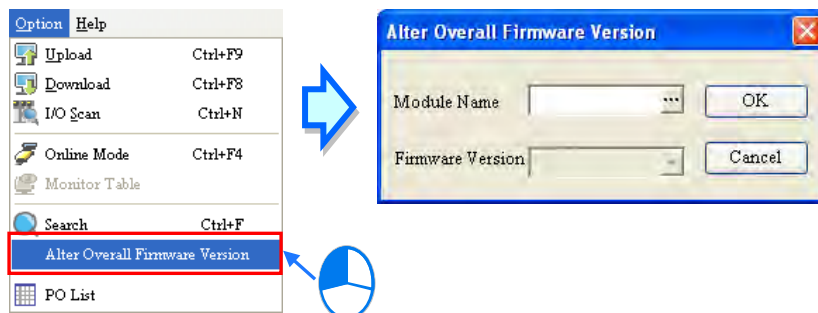 Option Help
Upload Ctrl+F9
Download Ctrl+F8
I/O Scan Ctrl+N
Online Mode Ctrl+F4
Monitor Table
Search Ctrl+F
Alter Overall Firmware Version
PO List
Alter Overall Firmware Version
Module Name ... OK
Firmware Version Cancel